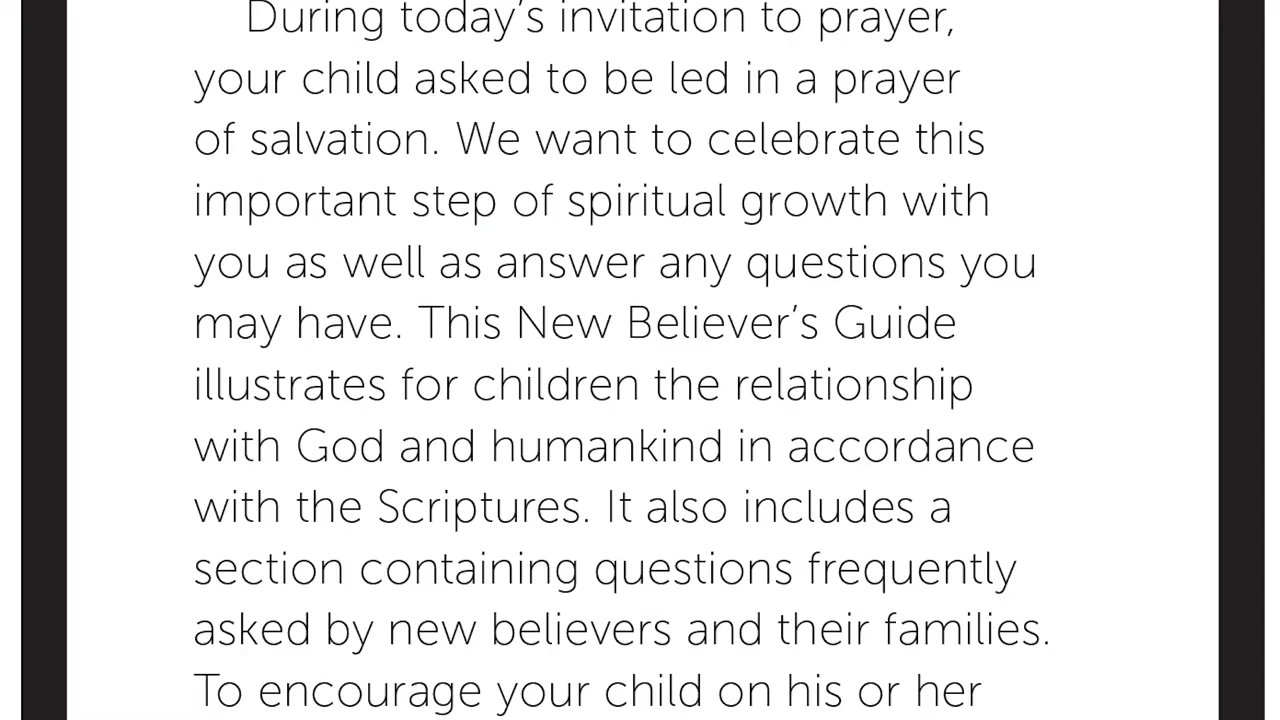 During today’s invitation to prayer,
your child asked to be led in a prayer
of salvation. We want to celebrate this
important step of spiritual growth with
you as well as answer any questions you
may have. This New Believer’s Guide
illustrates for children the relationship
with God and humankind in accordance
with the Scriptures. It also includes a
section containing questions frequently
asked by new believers and their families.
To encourage your child on his or her